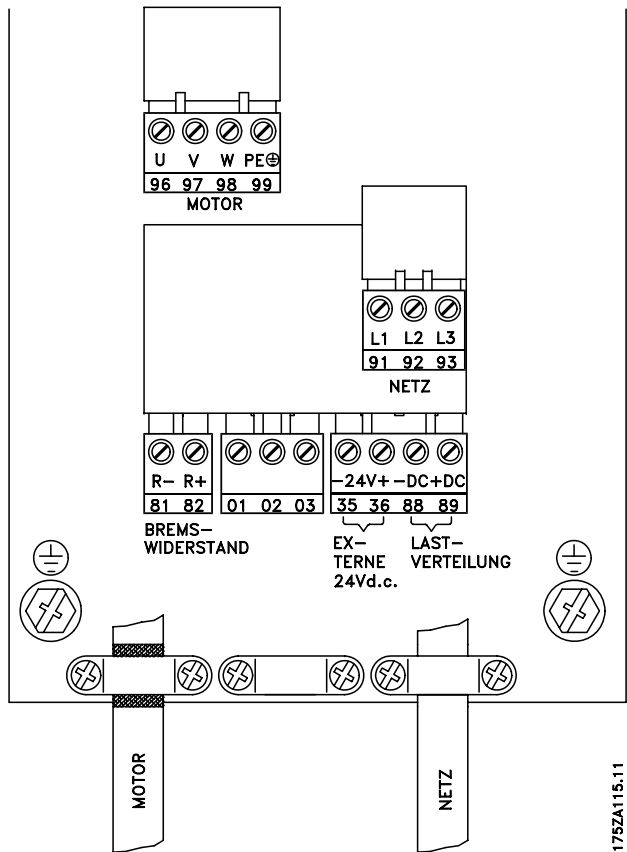 U V W PE
96 97 98 99
MOTOR
L1 L2 L3
91 92 93
NETZ
R- R+
81 82
01 02 03
-24V+ -DC+DC
35 36 88 89
BREMS-
WIDERSTAND
EX-
TERNE
24Vd.c.
LAST-
VERTEILUNG
MOTOR
NETZ
175ZA115.11